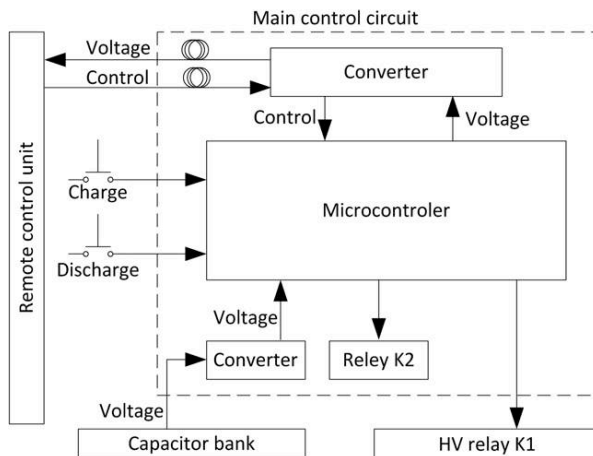 Main control circuit
Voltage
Converter
Control
Control
Voltage
Remote control unit
Charge
Microcontroler
Discharge
Voltage
Converter
Reley K2
Voltage
Capacitor bank
HV relay K1